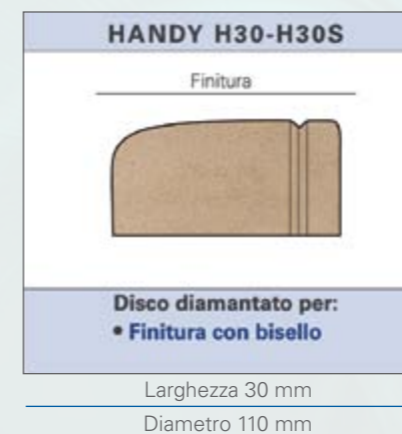 HANDY H30-H30S
Finitura
Disco diamantato per:
• Finitura con bisello
Larghezza 30 mm
Diametro 110 mm